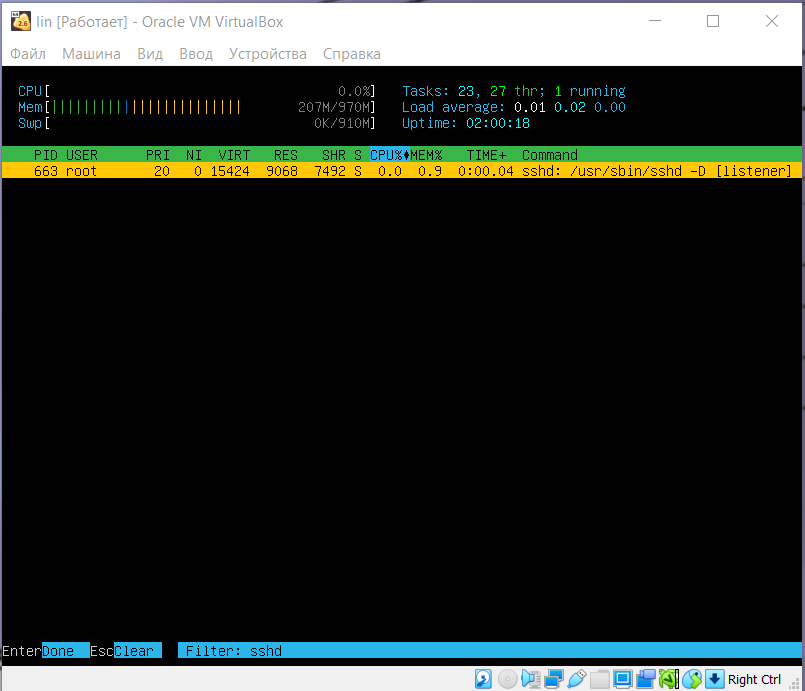 lin [Работает] - Oracle VM VirtualBox
Файл Машина Вид Ввод Устройства Справка
CPU[ 0.0%] Tasks: 23, 27 thr; 1 running
Mem[|||||||||||||||||||||||| 207M/970M] Load average: 0.01 0.02 0.00
Swp[ 0K/910M] Uptime: 02:00:18
PID USER PRI NI VIRT RES SHR S CPU%♦MEM% TIME+ Command
663 root 20 0 15424 9068 7492 S 0.0 0.9 0:00.04 sshd: /usr/sbin/sshd -D [listener]
EnterDone EscClear Filter: sshd
Right Ctrl